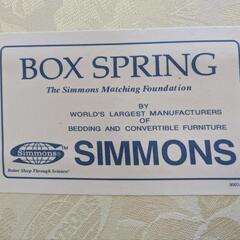 BOX SPRING
The Simmons Matching Foundation
BY
WORLD'S LARGEST MANUFACTURERS
OF
BEDDING AND CONVERTIBLE FURNITURE
Simmons® TM SIMMONS
Better Sleep Through Science®